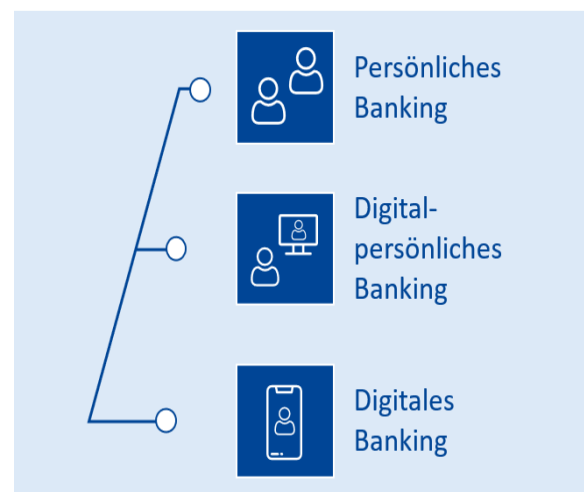 Persönliches
Banking
Digital-
persönliches
Banking
Digitales
Banking